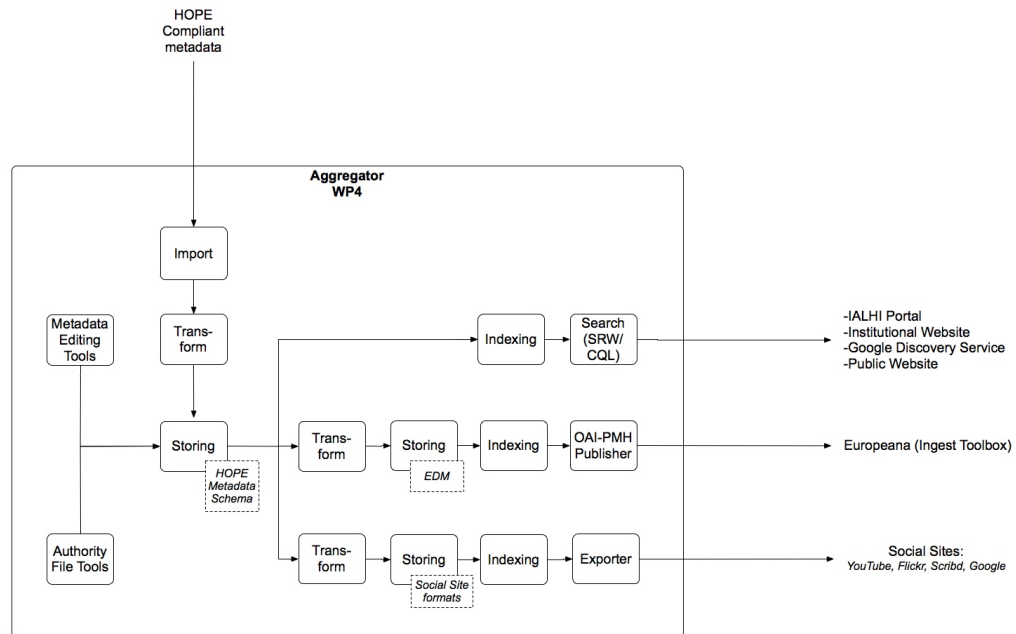 HOPE
Compliant
metadata
Aggregator
WP4
Import
Metadata
Editing
Tools
Trans-
form
Indexing
Search
(SRW/
CQL)
-IALHI Portal
-Institutional Website
-Google Discovery Service
-Public Website
Storing
HOPE
Metadata
Schema
Trans-
form
Storing
EDM
Indexing
OAI-PMH
Publisher
Europeana (Ingest Toolbox)
Authority
File Tools
Trans-
form
Storing
Social Site
formats
Indexing
Exporter
Social Sites:
YouTube, Flickr, Scribd, Google